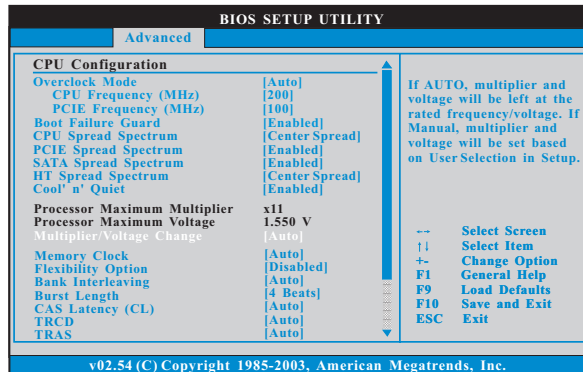 BIOS SETUP UTILITY
Advanced
CPU Configuration
Overclock Mode [Auto]
CPU Frequency (MHz) [200]
PCIE Frequency (MHz) [100]
Boot Failure Guard [Enabled]
CPU Spread Spectrum [Center Spread]
PCIE Spread Spectrum [Enabled]
SATA Spread Spectrum [Enabled]
HT Spread Spectrum [Center Spread]
Cool' n' Quiet [Enabled]
Processor Maximum Multiplier x11
Processor Maximum Voltage 1.550 V
Multiplier/Voltage Change [Auto]
Memory Clock [Auto]
Flexibility Option [Disabled]
Bank Interleaving [Auto]
Burst Length [4 Beats]
CAS Latency (CL) [Auto]
TRCD [Auto]
TRAS [Auto]
If AUTO, multiplier and
voltage will be left at the
rated frequency/voltage. If
Manual, multiplier and
voltage will be set based
on User Selection in Setup.
←→ Select Screen
↑↓ Select Item
+- Change Option
F1 General Help
F9 Load Defaults
F10 Save and Exit
ESC Exit
v02.54 (C) Copyright 1985-2003, American Megatrends, Inc.